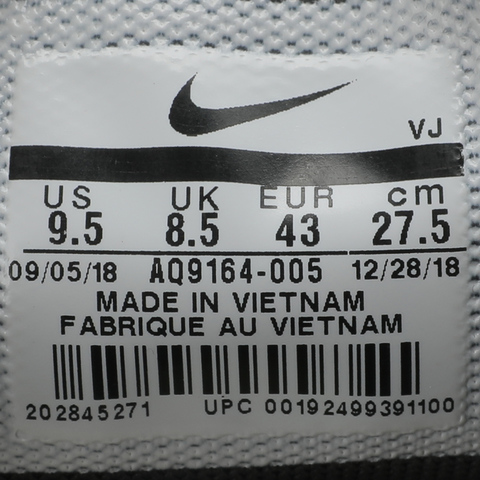 VJ
US UK EUR cm
9.5 8.5 43 27.5
09/05/18 AQ9164-005 12/28/18
MADE IN VIETNAM
FABRIQUE AU VIETNAM
202845271 UPC 00192499391100